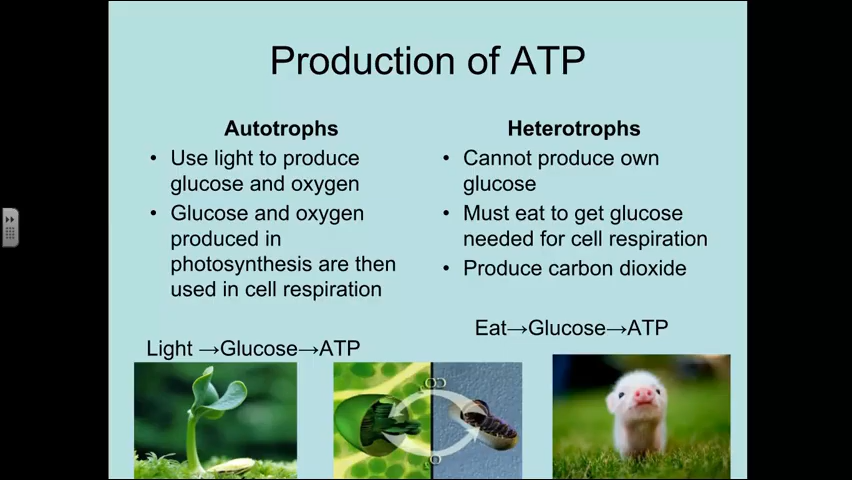 Production of ATP
Autotrophs
• Use light to produce
glucose and oxygen
• Glucose and oxygen
produced in
photosynthesis are then
used in cell respiration
Light →Glucose→ATP
Heterotrophs
• Cannot produce own
glucose
• Must eat to get glucose
needed for cell respiration
• Produce carbon dioxide
Eat→Glucose→ATP
CO₂
O₂